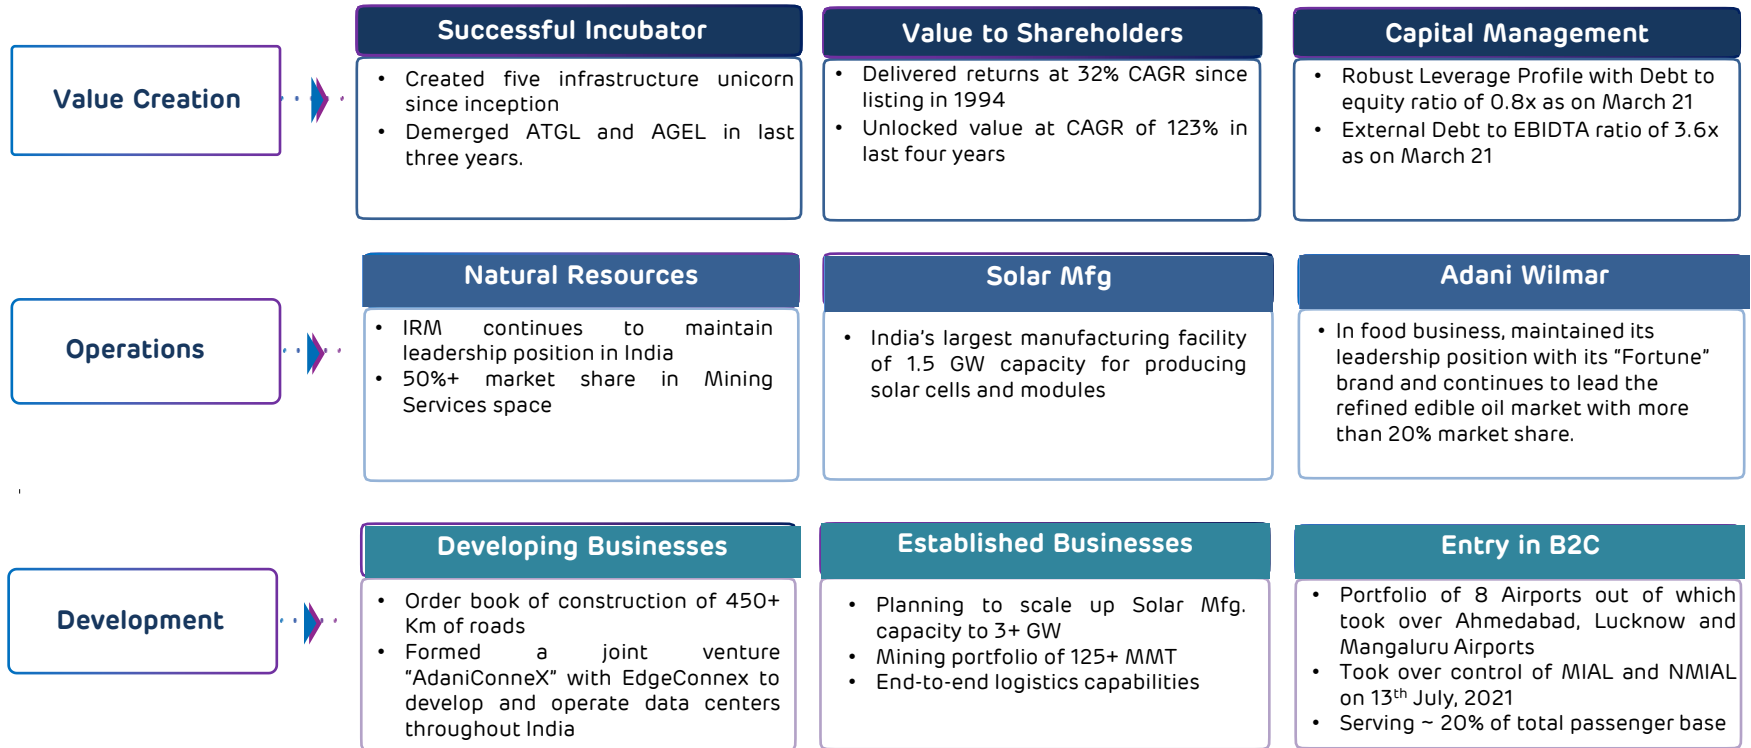 Value Creation
Successful Incubator
• Created five infrastructure unicorn
since inception
• Demerged ATGL and AGEL in last
three years.
Value to Shareholders
• Delivered returns at 32% CAGR since
listing in 1994
• Unlocked value at CAGR of 123% in
last four years
Capital Management
• Robust Leverage Profile with Debt to
equity ratio of 0.8x as on March 21
• External Debt to EBIDTA ratio of 3.6x
as on March 21
Operations
Natural Resources
• IRM continues to maintain
leadership position in India
• 50%+ market share in Mining
Services space
Solar Mfg
• India's largest manufacturing facility
of 1.5 GW capacity for producing
solar cells and modules
Adani Wilmar
• In food business, maintained its
leadership position with its "Fortune"
brand and continues to lead the
refined edible oil market with more
than 20% market share.
Development
Developing Businesses
• Order book of construction of 450+
Km of roads
• Formed a joint venture
"AdaniConneX" with EdgeConnex to
develop and operate data centers
throughout India
Established Businesses
• Planning to scale up Solar Mfg.
capacity to 3+ GW
• Mining portfolio of 125+ MMT
• End-to-end logistics capabilities
Entry in B2C
• Portfolio of 8 Airports out of which
took over Ahmedabad, Lucknow and
Mangaluru Airports
• Took over control of MIAL and NMIAL
on 13th July, 2021
• Serving ~ 20% of total passenger base